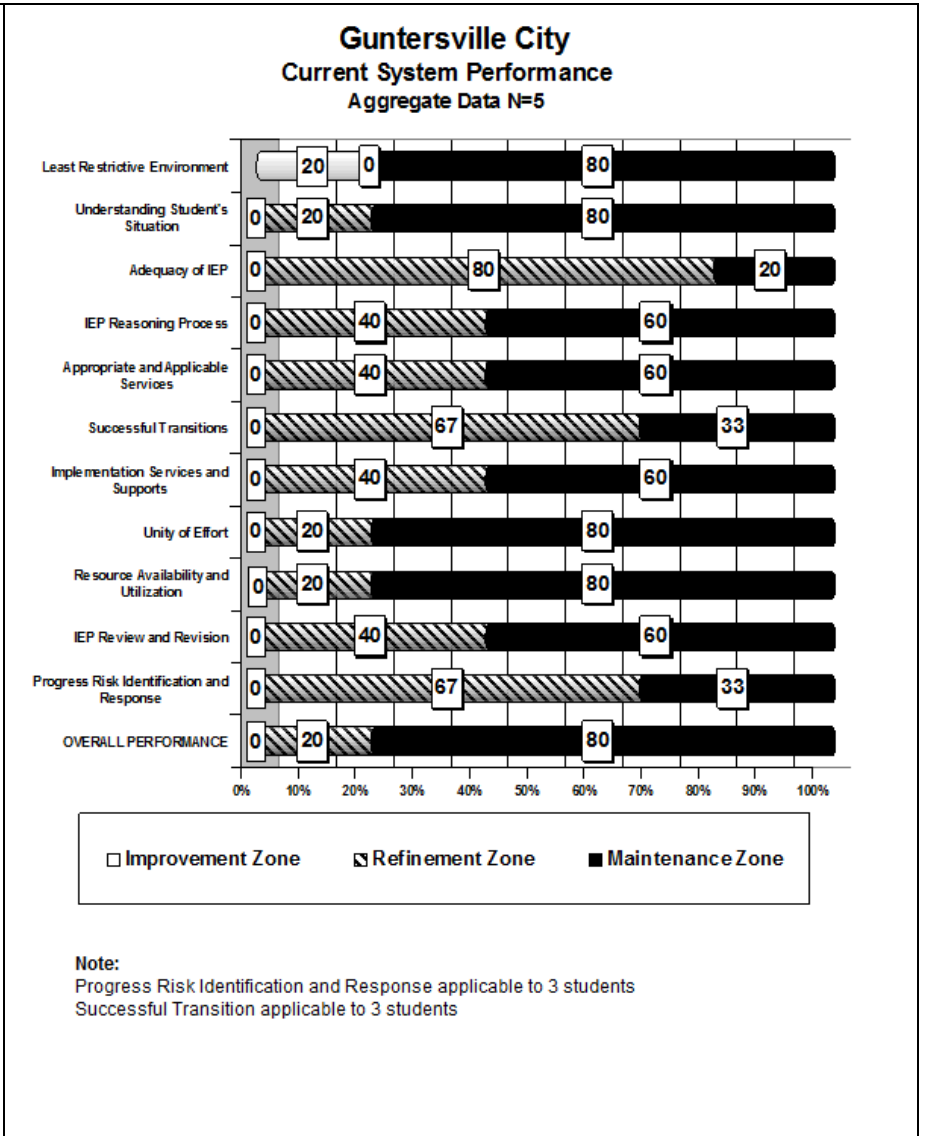 Guntersville City
Current System Performance
Aggregate Data N=5
Least Restrictive Environment
20 0 80
Understanding Student's
Situation
0 20 80
Adequacy of IEP
0 80 20
IEP Reasoning Process
0 40 60
Appropriate and Applicable
Services
0 40 60
Successful Transitions
0 67 33
Implementation Services and
Supports
0 40 60
Unity of Effort
0 20 80
Resource Availability and
Utilization
0 20 80
IEP Review and Revision
0 40 60
Progress Risk Identification and
Response
0 67 33
OVERALL PERFORMANCE
0 20 80
0% 10% 20% 30% 40% 50% 60% 70% 80% 90% 100%
Improvement Zone Refinement Zone Maintenance Zone
Note:
Progress Risk Identification and Response applicable to 3 students
Successful Transition applicable to 3 students